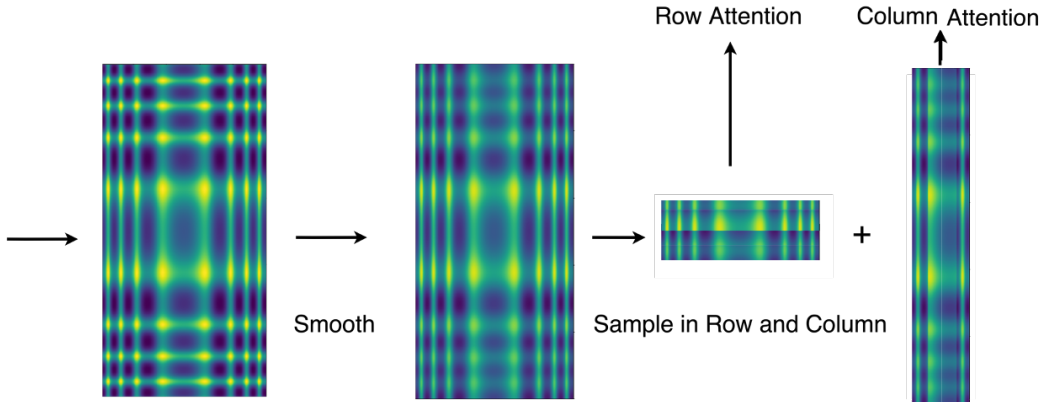 Row Attention
Column Attention
+
Smooth
Sample in Row and Column